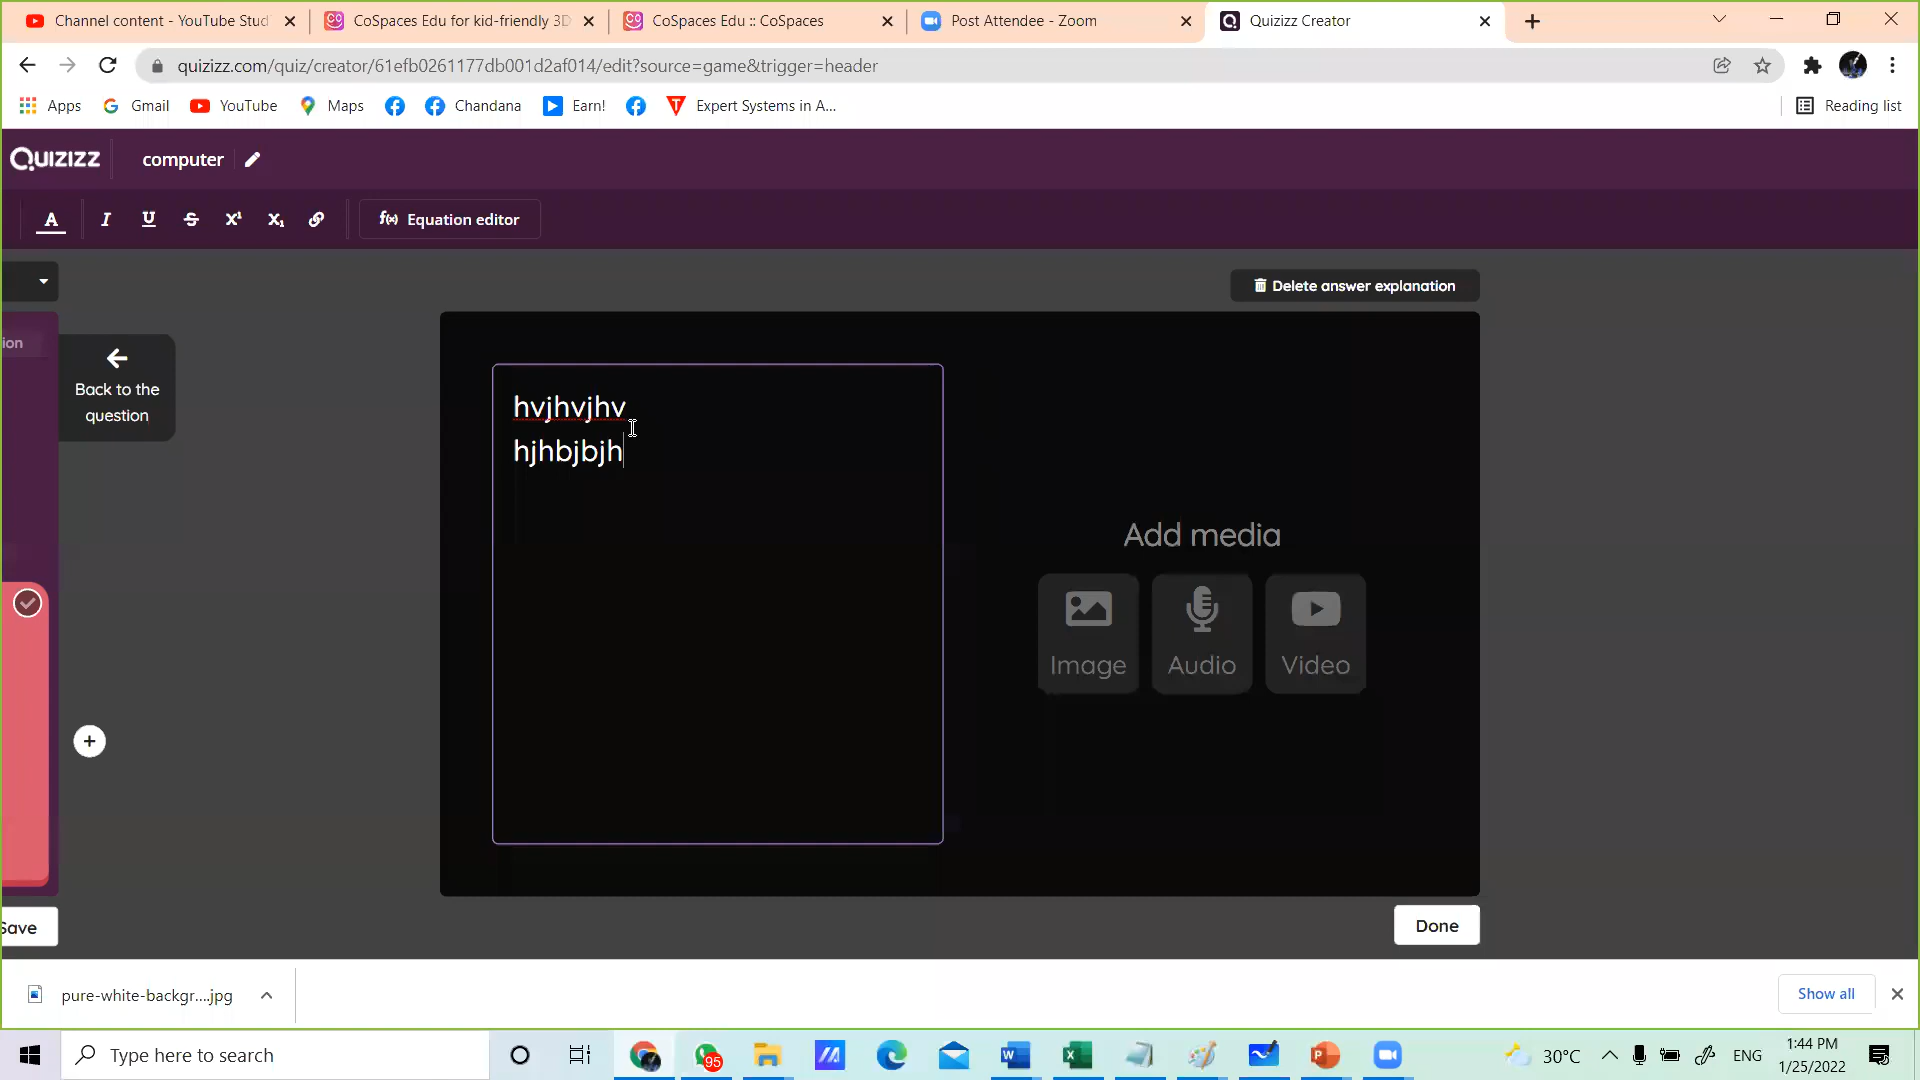 Channel content - YouTube Stud
CoSpaces Edu for kid-friendly 3D
CoSpaces Edu :: CoSpaces
Post Attendee - Zoom
Quizizz Creator
quizizz.com/quiz/creator/61efb0261177db001d2af014/edit?source=game&trigger=header
Apps
Gmail
YouTube
Maps
Chandana
Earn!
Expert Systems in A...
Reading list
QUIZIZZ
computer
A I U S X¹ X₁
f(x) Equation editor
Delete answer explanation
ion
Back to the
question
hvjhvjhv
hjhbjbjh
Add media
Image
Audio
Video
Save
Done
pure-white-backgr....jpg
Show all
Type here to search
95
30°C
ENG
1:44 PM
1/25/2022